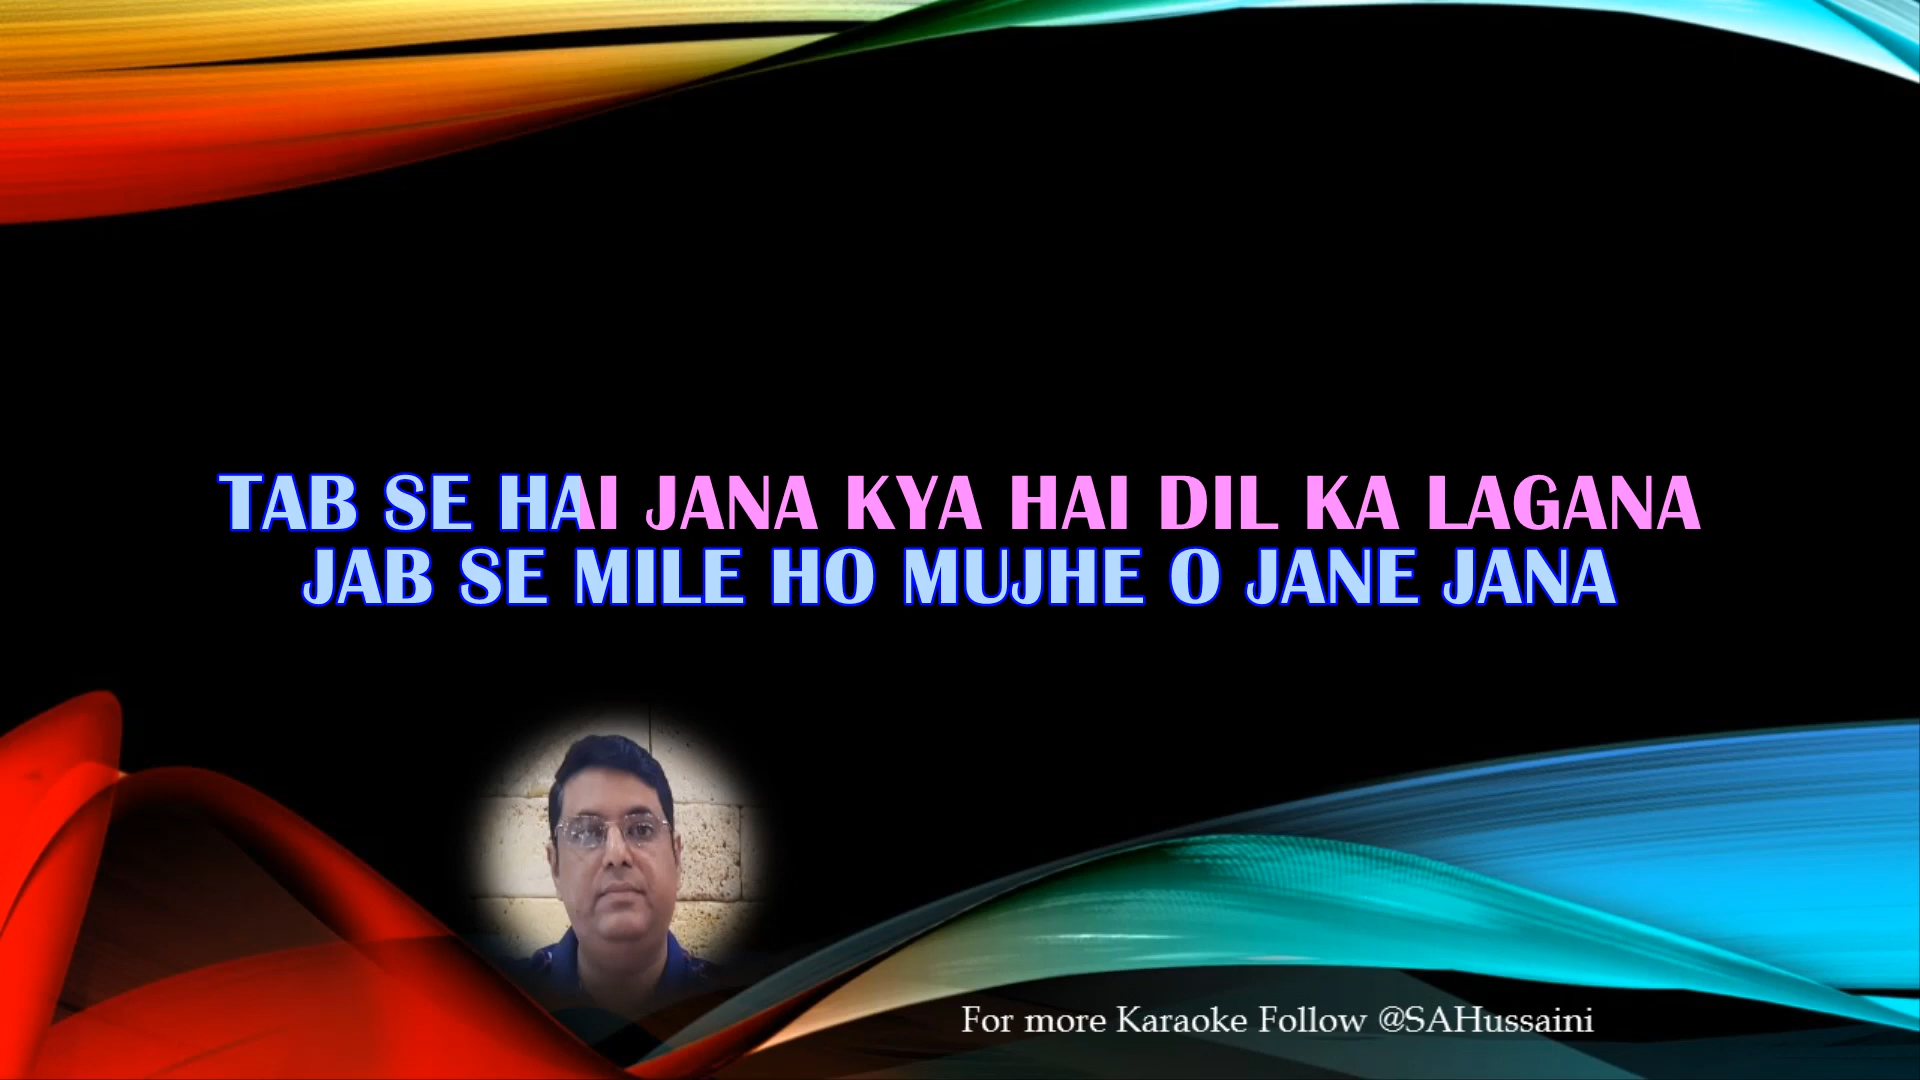 TAB SE HAI JANA KYA HAI DIL KA LAGANA
JAB SE MILE HO MUJHE O JANE JANA
For more Karaoke Follow @SAHussaini